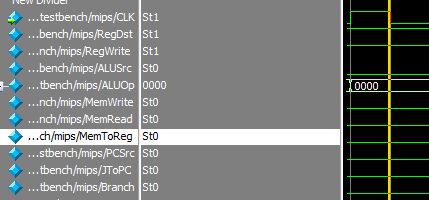 New Divider
...testbench/mips/CLK St1
...bench/mips/RegDst St1
...nch/mips/RegWrite St1
...bench/mips/ALUSrc St0
...tbench/mips/ALUOp 0000 0000
...nch/mips/MemWrite St0
...nch/mips/MemRead St0
...ch/mips/MemToReg St0
...stbench/mips/PCSrc St0
...tbench/mips/JToPC St0
...tbench/mips/Branch St0